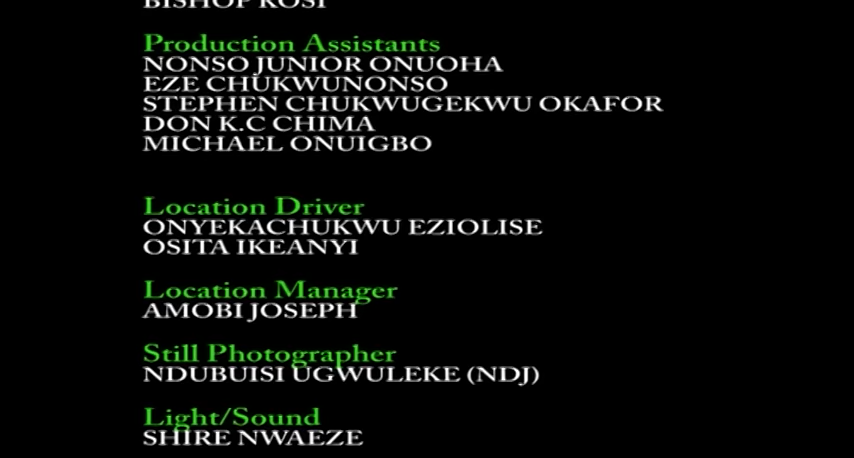 BISHOP KOSI
Production Assistants
NONSO JUNIOR ONUOHA
EZE CHUKWUNONSO
STEPHEN CHUKWUGEKWU OKAFOR
DON K.C CHIMA
MICHAEL ONUIGBO
Location Driver
ONYEKACHUKWU EZIOLISE
OSITA IKEANYI
Location Manager
AMOBI JOSEPH
Still Photographer
NDUBUISI UGWULEKE (NDJ)
Light/Sound
SHIRE NWAEZE